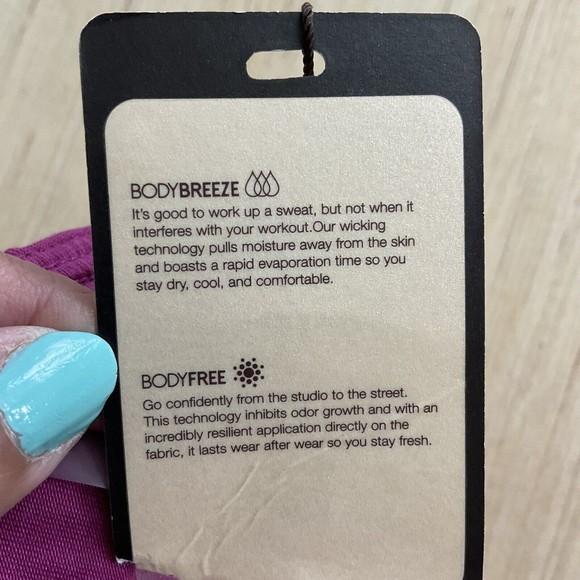 BODYBREEZE
It's good to work up a sweat, but not when it
interferes with your workout.Our wicking
technology pulls moisture away from the skin
and boasts a rapid evaporation time so you
stay dry, cool, and comfortable.
BODYFREE
Go confidently from the studio to the street.
This technology inhibits odor growth and with an
incredibly resilient application directly on the
fabric, it lasts wear after wear so you stay fresh.